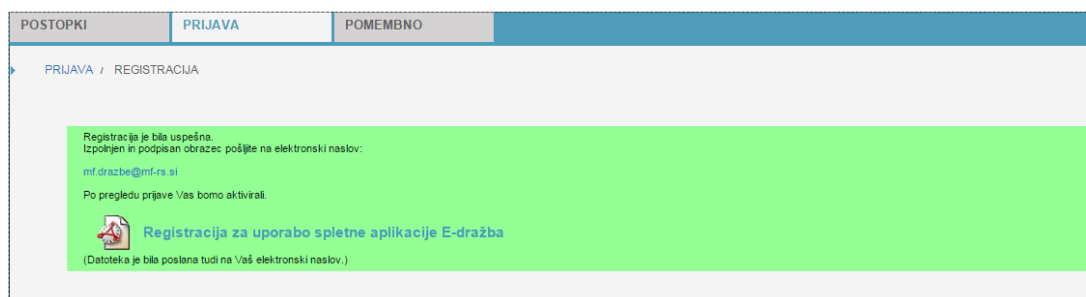 POSTOPKI PRIJAVA POMEMBNO
PRIJAVA / REGISTRACIJA
Registracija je bila uspešna.
Izpolnjen in podpisan obrazec pošljite na elektronski naslov:
mf.drazbe@mf-rs.si
Po pregledu prijave Vas bomo aktivirali.
Registracija za uporabo spletne aplikacije E-dražba
(Datoteka je bila poslana tudi na Vaš elektronski naslov.)